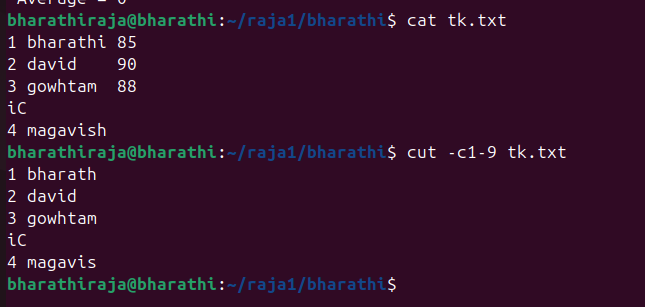 Average = 0
bharathiraja@bharathi:~/raja1/bharathi$ cat tk.txt
1 bharathi 85
2 david    90
3 gowhtam  88
iC
4 magavish
bharathiraja@bharathi:~/raja1/bharathi$ cut -c1-9 tk.txt
1 bharath
2 david
3 gowhtam
iC
4 magavis
bharathiraja@bharathi:~/raja1/bharathi$